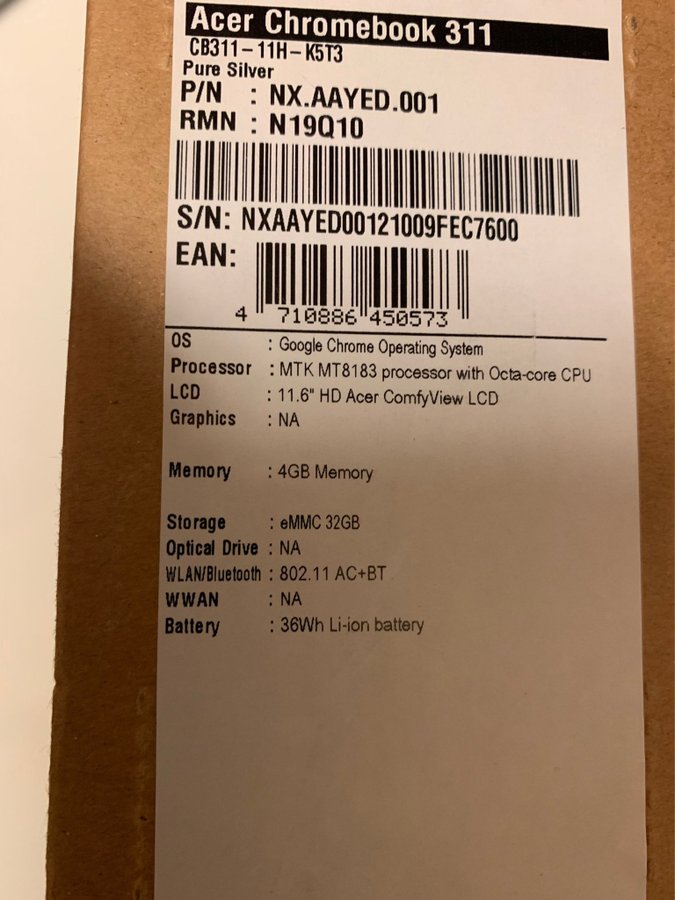 Acer Chromebook 311
CB311-11H-K5T3
Pure Silver
P/N : NX.AAYED.001
RMN : N19Q10
S/N: NXAAYED00121009FEC7600
EAN:
4 710886 450573
OS : Google Chrome Operating System
Processor : MTK MT8183 processor with Octa-core CPU
LCD : 11.6" HD Acer ComfyView LCD
Graphics : NA
Memory : 4GB Memory
Storage : eMMC 32GB
Optical Drive : NA
WLAN/Bluetooth : 802.11 AC+BT
WWAN : NA
Battery : 36Wh Li-ion battery